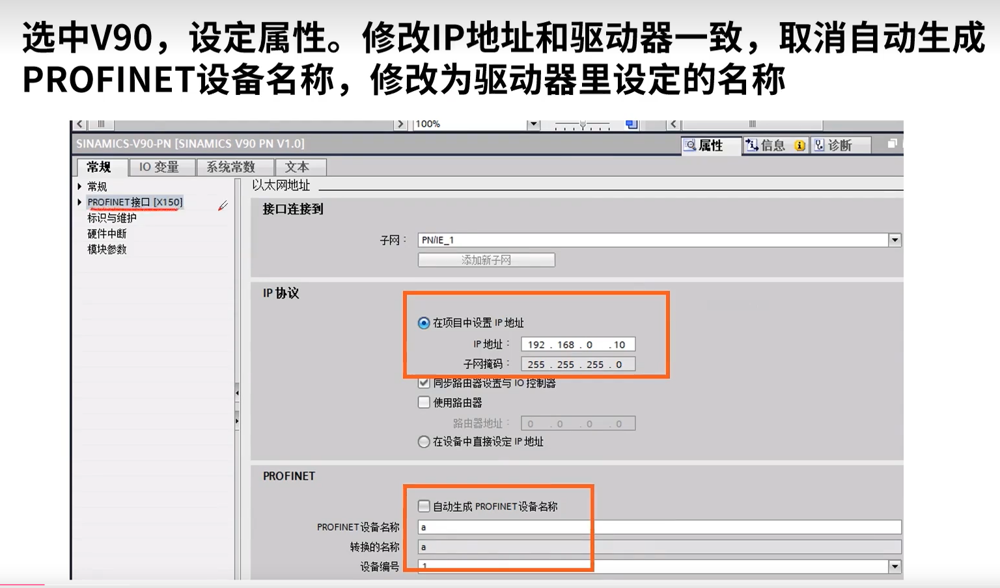 选中V90，设定属性。修改IP地址和驱动器一致，取消自动生成
PROFINET设备名称，修改为驱动器里设定的名称
100%
SINAMICS-V90-PN [SINAMICS V90 PN V1.0]
属性
信息
诊断
常规
IO 变量
系统常数
文本
常规
PROFINET接口 [X150]
标识与维护
硬件中断
模块参数
以太网地址
接口连接到
子网： PN/IE_1
添加新子网
IP 协议
在项目中设置 IP 地址
IP 地址： 192 . 168 . 0 . 10
子网掩码： 255 . 255 . 255 . 0
同步路由器设置与 IO 控制器
使用路由器
路由器地址： 0 . 0 . 0 . 0
在设备中直接设定 IP 地址
PROFINET
自动生成 PROFINET设备名称
PROFINET设备名称 a
转换的名称 a
设备编号 1